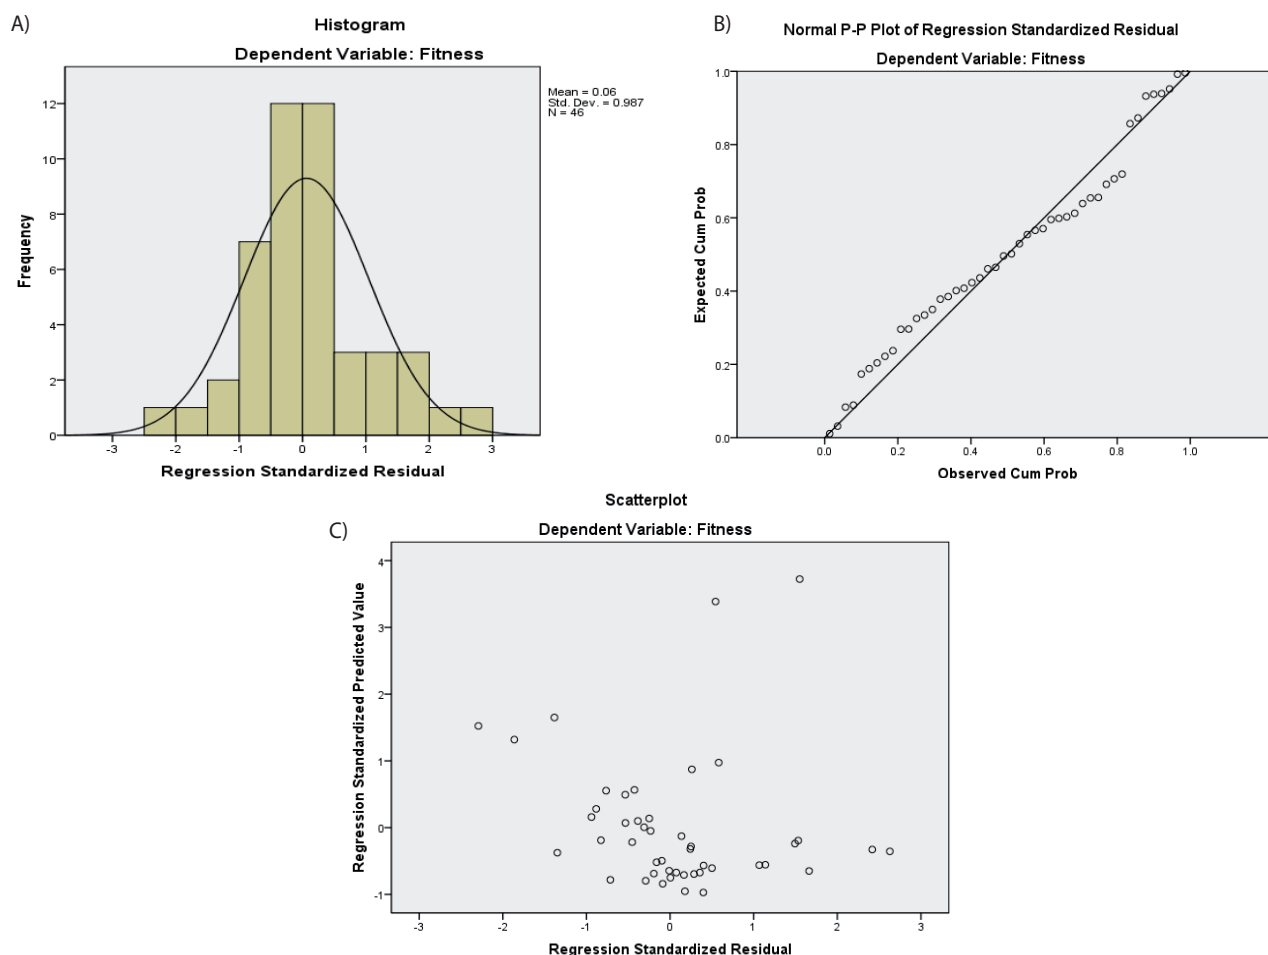 A)
Histogram
Dependent Variable: Fitness
Mean = 0.06
Std. Dev. = 0.987
N = 46
Frequency
12
10
8
6
4
2
0
-3 -2 -1 0 1 2 3
Regression Standardized Residual
B)
Normal P-P Plot of Regression Standardized Residual
Dependent Variable: Fitness
Expected Cum Prob
1.0
0.8
0.6
0.4
0.2
0.0
0.0 0.2 0.4 0.6 0.8 1.0
Observed Cum Prob
C)
Scatterplot
Dependent Variable: Fitness
Regression Standardized Predicted Value
4
3
2
1
0
-1
-3 -2 -1 0 1 2 3
Regression Standardized Residual